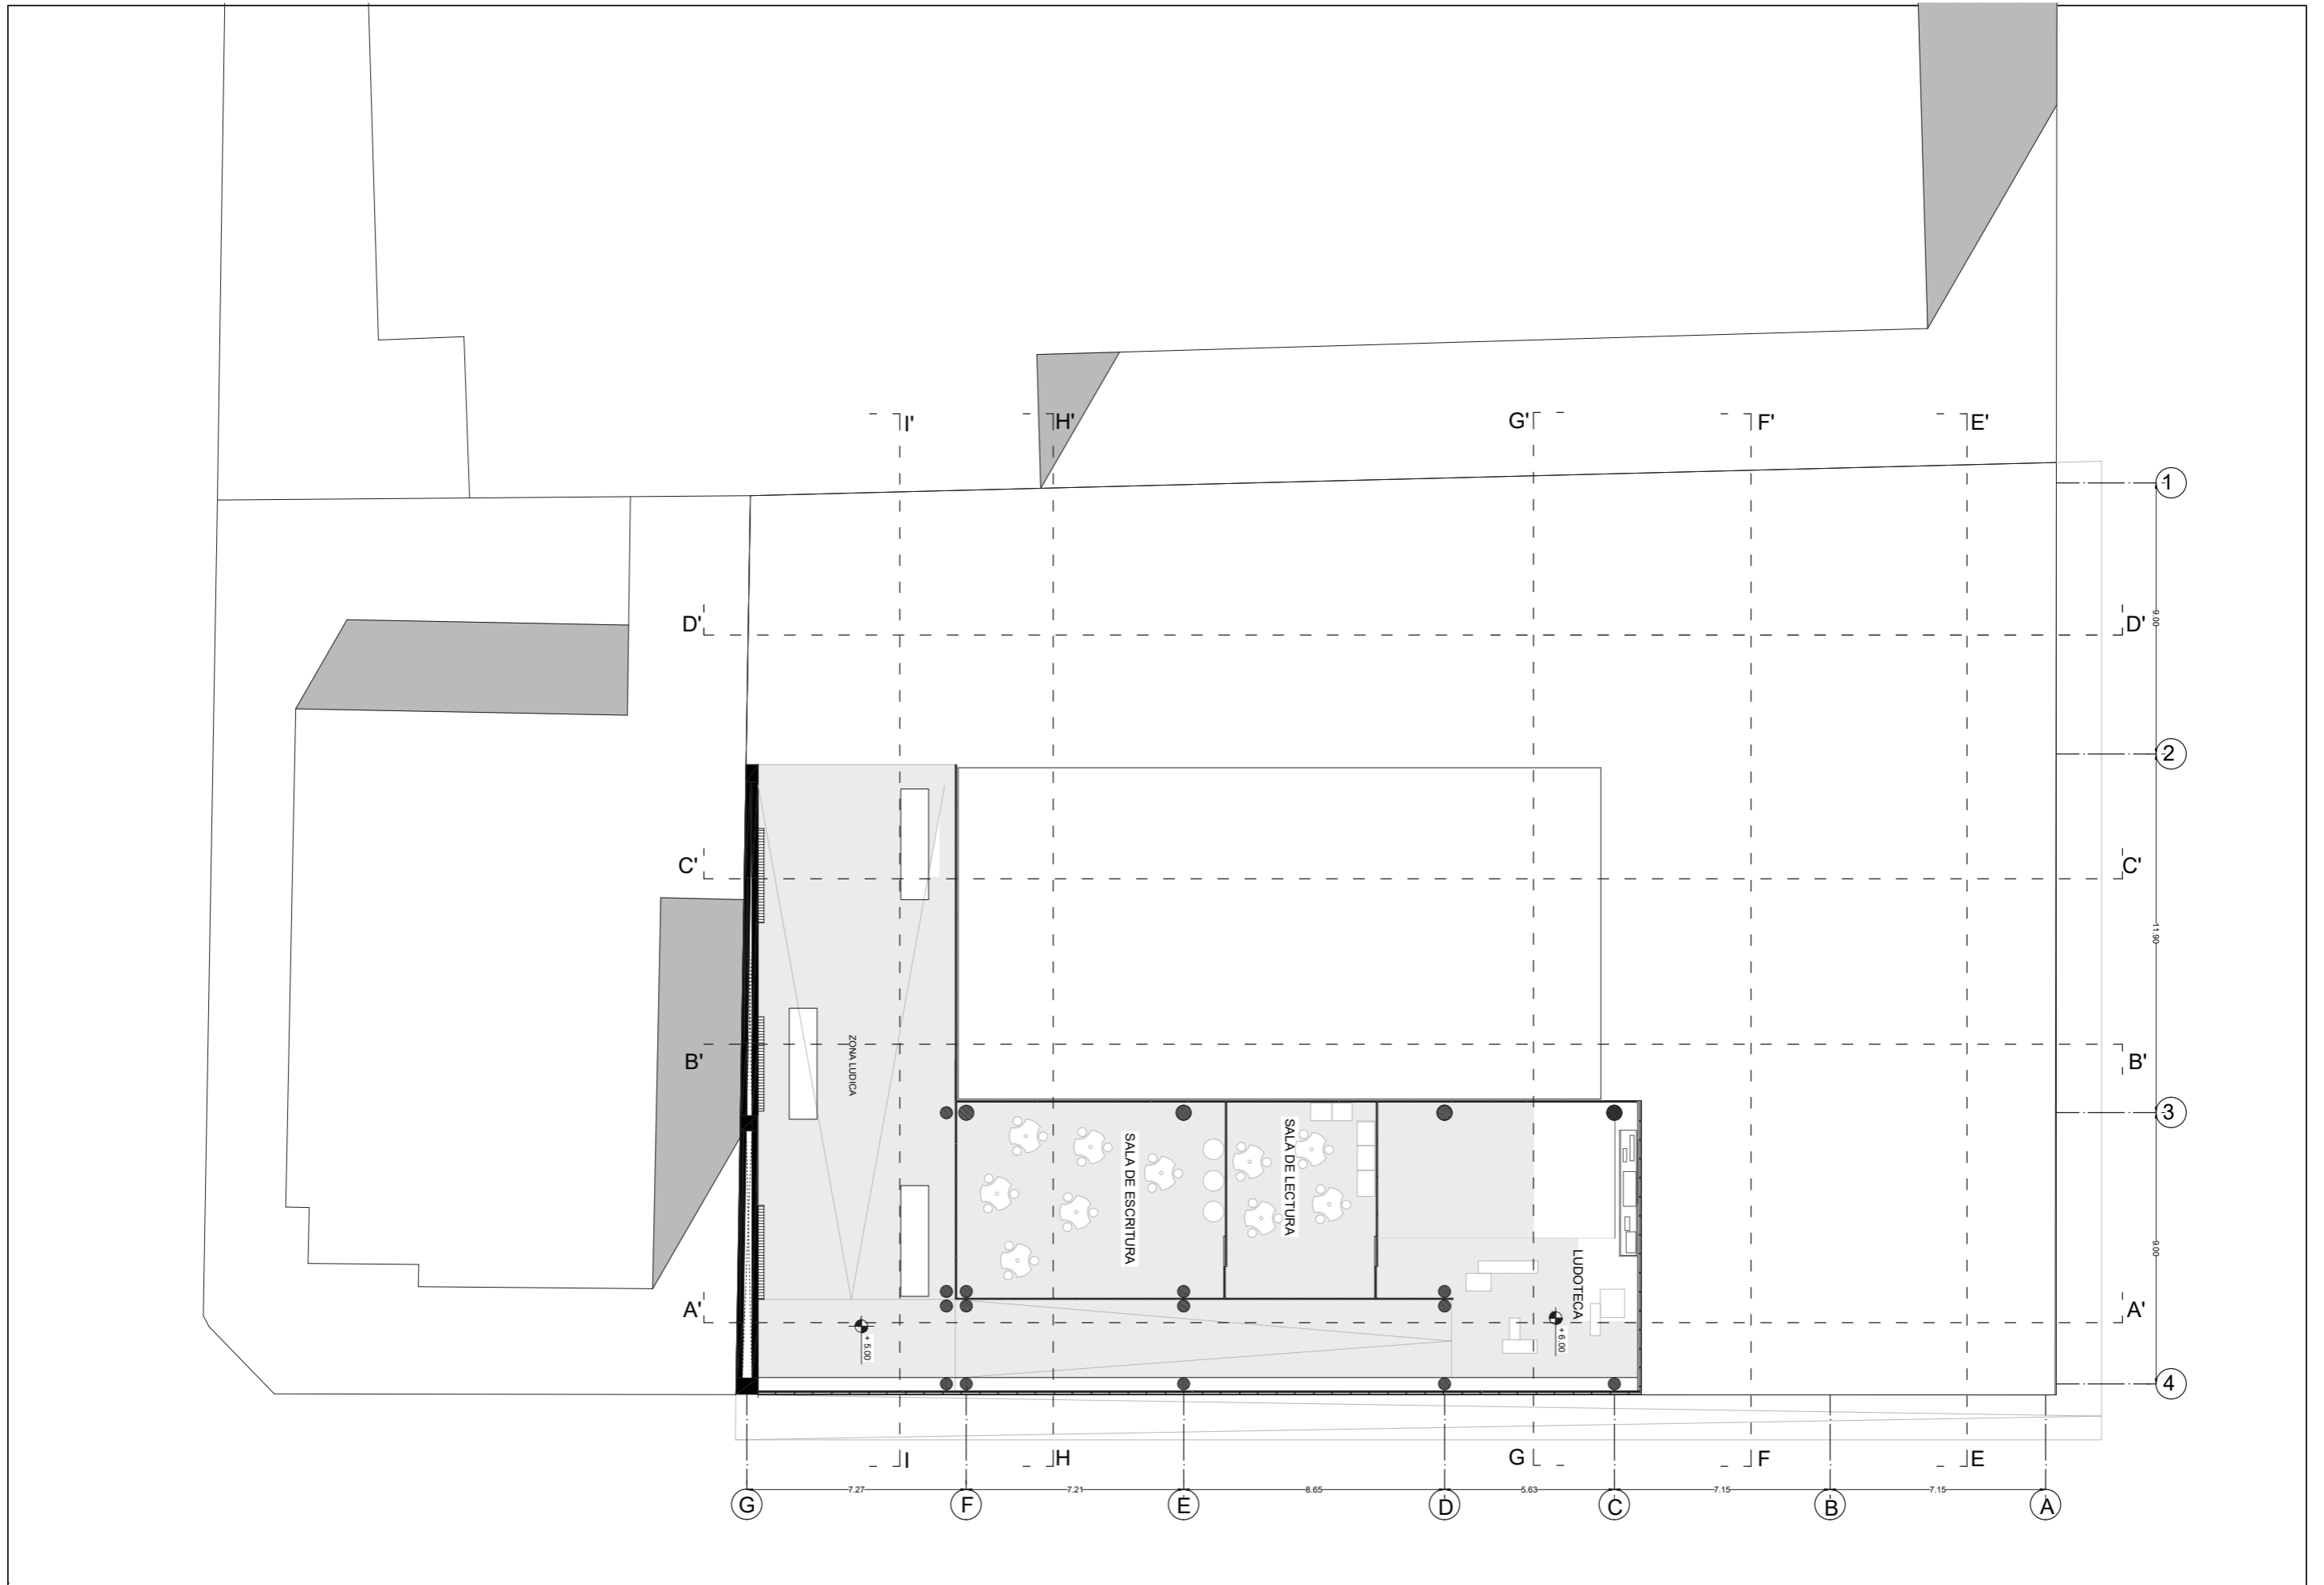 I'
H'
G'
F'
E'
1
D'
D'
9.00
2
C'
C'
11.90
B'
ZONA LUDICA
B'
3
SALA DE ESCRITURA
SALA DE LECTURA
LUDOTECA
9.00
A'
+ 5.00
+ 6.00
A'
4
I
H
G
F
E
7.27
7.21
8.65
5.63
7.15
7.15
G
F
E
D
C
B
A